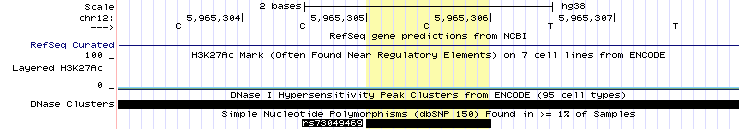 Scale 2 bases hg38
chr12: 5,965,304 5,965,305 5,965,306 5,965,307
---> C C C T T
RefSeq gene predictions from NCBI
RefSeq Curated
100 _ H3K27Ac Mark (Often Found Near Regulatory Elements) on 7 cell lines from ENCODE
Layered H3K27Ac
0 _
DNase I Hypersensitivity Peak Clusters from ENCODE (95 cell types)
DNase Clusters
Simple Nucleotide Polymorphisms (dbSNP 150) Found in >= 1% of Samples
rs73049469